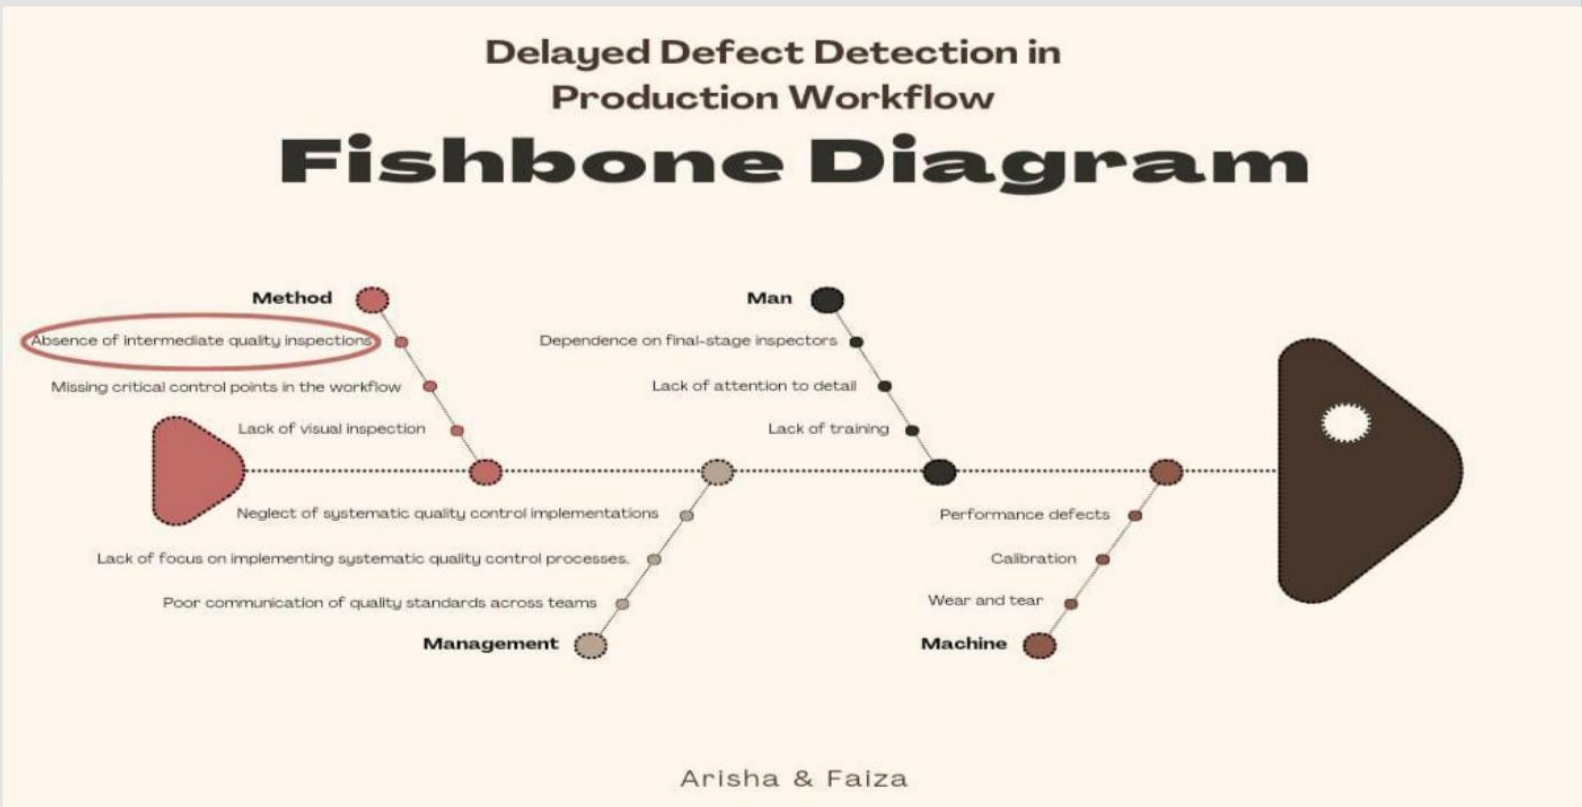 Delayed Defect Detection in
Production Workflow
Fishbone Diagram
Method
Absence of intermediate quality inspections
Missing critical control points in the workflow
Lack of visual inspection
Man
Dependence on final-stage inspectors
Lack of attention to detail
Lack of training
Neglect of systematic quality control implementations
Lack of focus on implementing systematic quality control processes.
Poor communication of quality standards across teams
Management
Performance defects
Calibration
Wear and tear
Machine
Arisha & Faiza